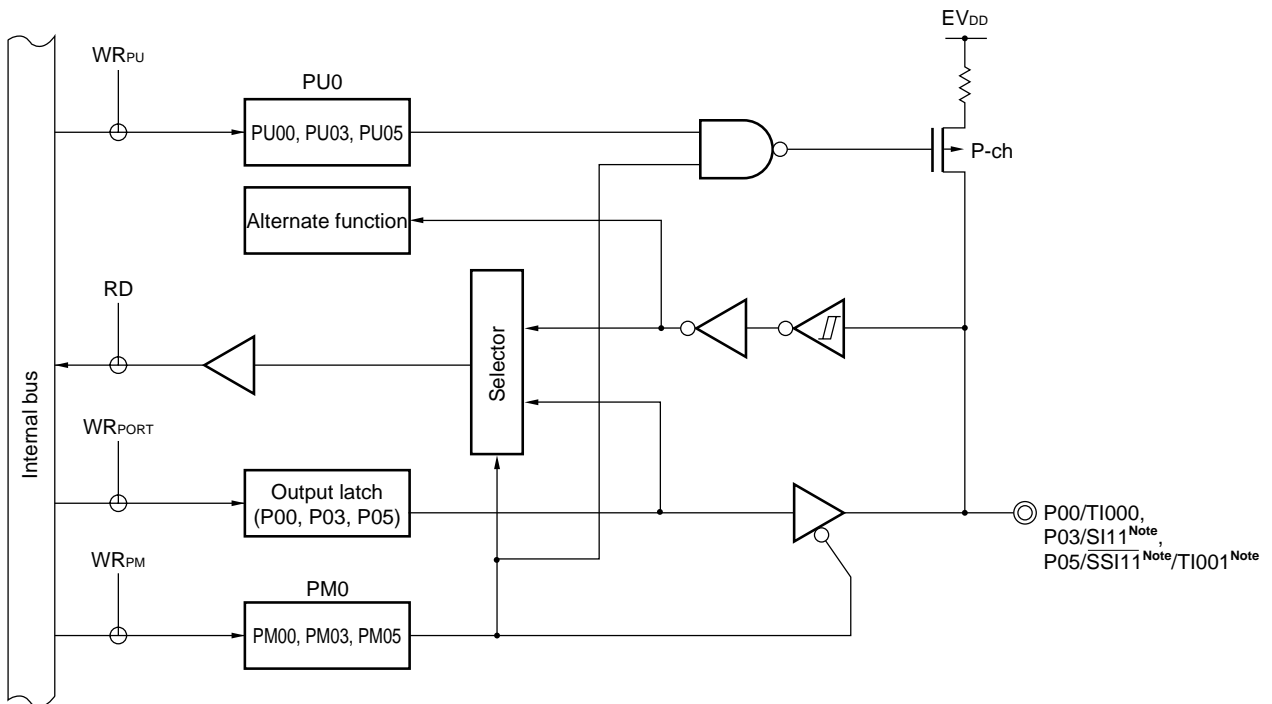 EVDD
WRPU
PU0
PU00, PU03, PU05
P-ch
Alternate function
RD
Selector
Internal bus
WRPORT
Output latch
(P00, P03, P05)
P00/TI000,
P03/SI11Note,
P05/SSI11Note/TI001Note
WRPM
PM0
PM00, PM03, PM05